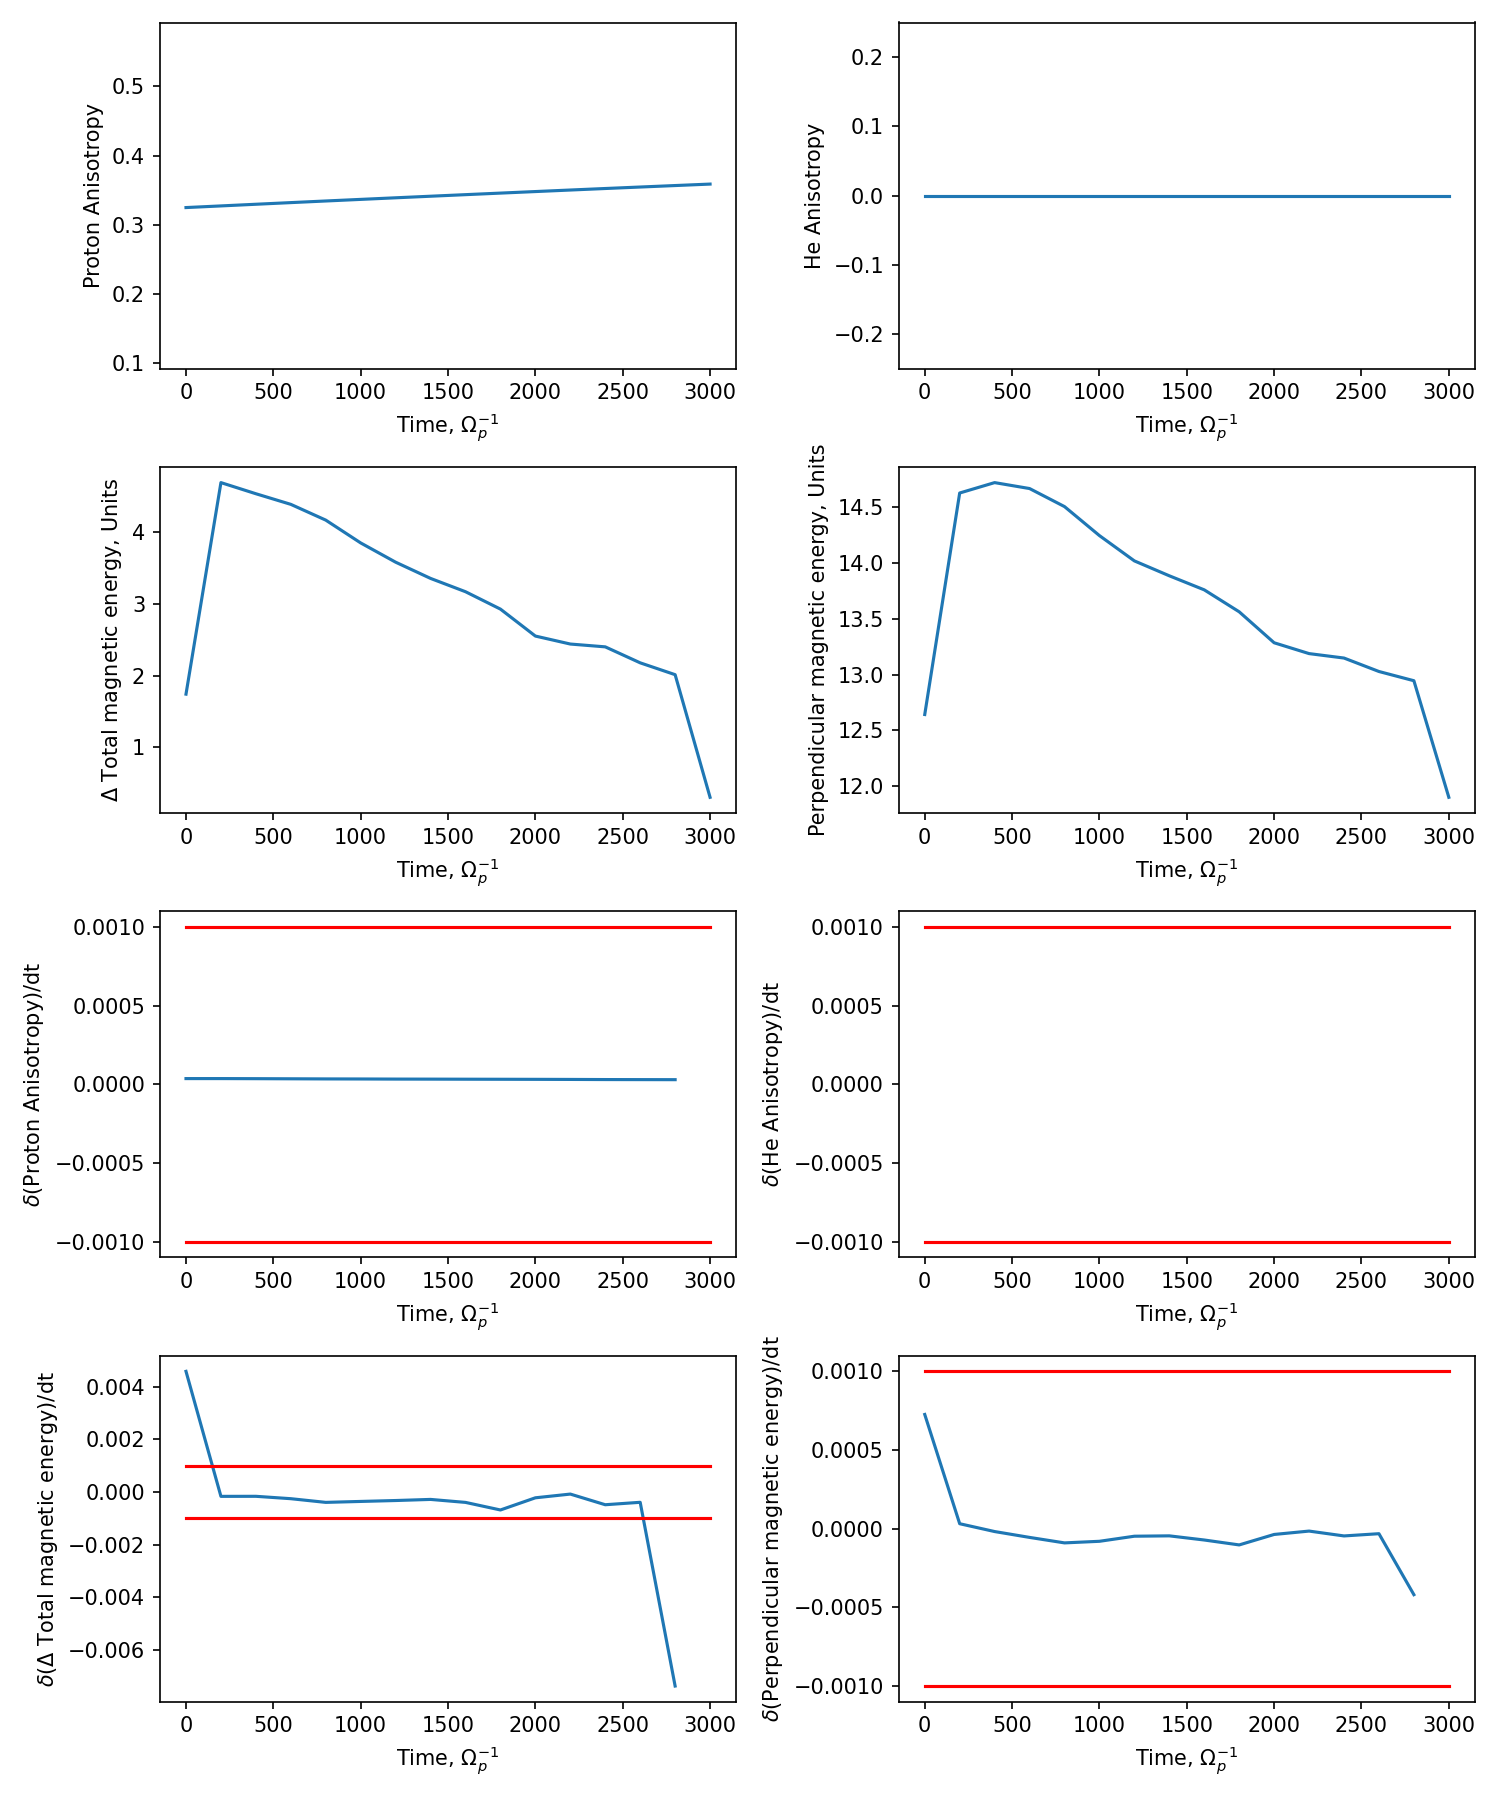 Proton Anisotropy
0.5
0.4
0.3
0.2
0.1
0 500 1000 1500 2000 2500 3000
Time, Ωₚ⁻¹
He Anisotropy
0.2
0.1
0.0
−0.1
−0.2
0 500 1000 1500 2000 2500 3000
Time, Ωₚ⁻¹
Δ Total magnetic energy, Units
4
3
2
1
0 500 1000 1500 2000 2500 3000
Time, Ωₚ⁻¹
Perpendicular magnetic energy, Units
14.5
14.0
13.5
13.0
12.5
12.0
0 500 1000 1500 2000 2500 3000
Time, Ωₚ⁻¹
δ(Proton Anisotropy)/dt
0.0010
0.0005
0.0000
−0.0005
−0.0010
0 500 1000 1500 2000 2500 3000
Time, Ωₚ⁻¹
δ(He Anisotropy)/dt
0.0010
0.0005
0.0000
−0.0005
−0.0010
0 500 1000 1500 2000 2500 3000
Time, Ωₚ⁻¹
δ(Δ Total magnetic energy)/dt
0.004
0.002
0.000
−0.002
−0.004
−0.006
0 500 1000 1500 2000 2500 3000
Time, Ωₚ⁻¹
δ(Perpendicular magnetic energy)/dt
0.0010
0.0005
0.0000
−0.0005
−0.0010
0 500 1000 1500 2000 2500 3000
Time, Ωₚ⁻¹